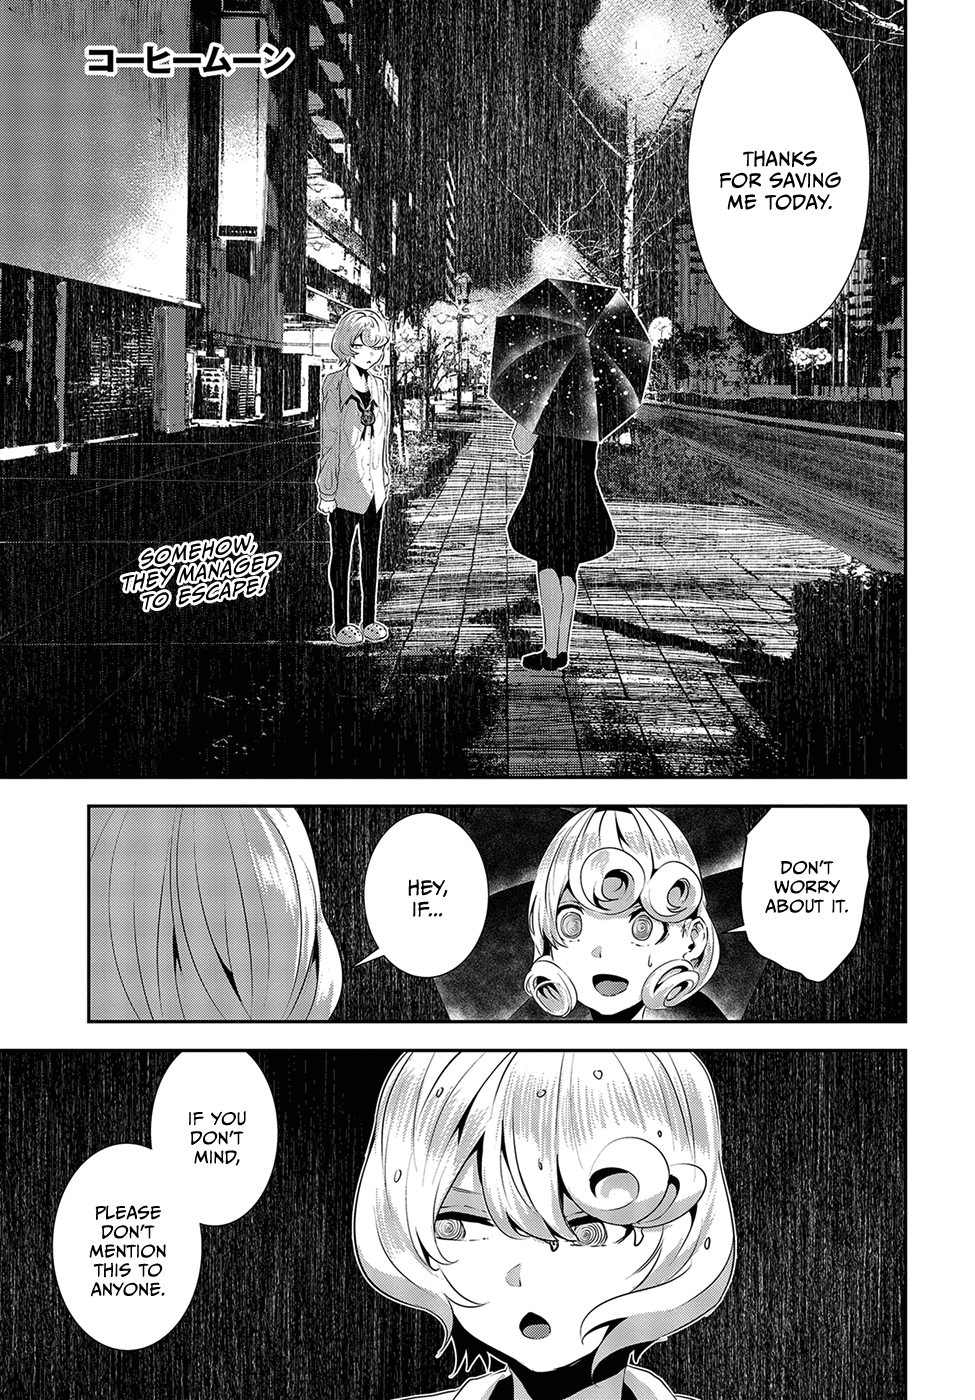 コーヒームーン
THANKS
FOR SAVING
ME TODAY.
SOMEHOW,
THEY MANAGED
TO ESCAPE!
DON'T
WORRY
ABOUT IT.
HEY,
IF...
IF YOU
DON'T
MIND,
PLEASE
DON'T
MENTION
THIS TO
ANYONE.